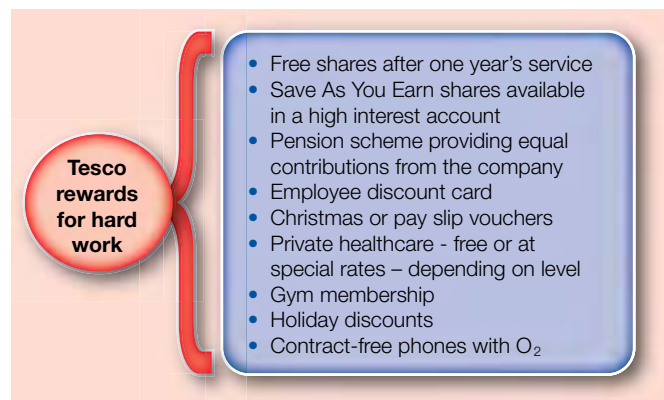 Tesco
rewards
for hard
work
• Free shares after one year’s service
• Save As You Earn shares available
in a high interest account
• Pension scheme providing equal
contributions from the company
• Employee discount card
• Christmas or pay slip vouchers
• Private healthcare - free or at
special rates – depending on level
• Gym membership
• Holiday discounts
• Contract-free phones with O₂